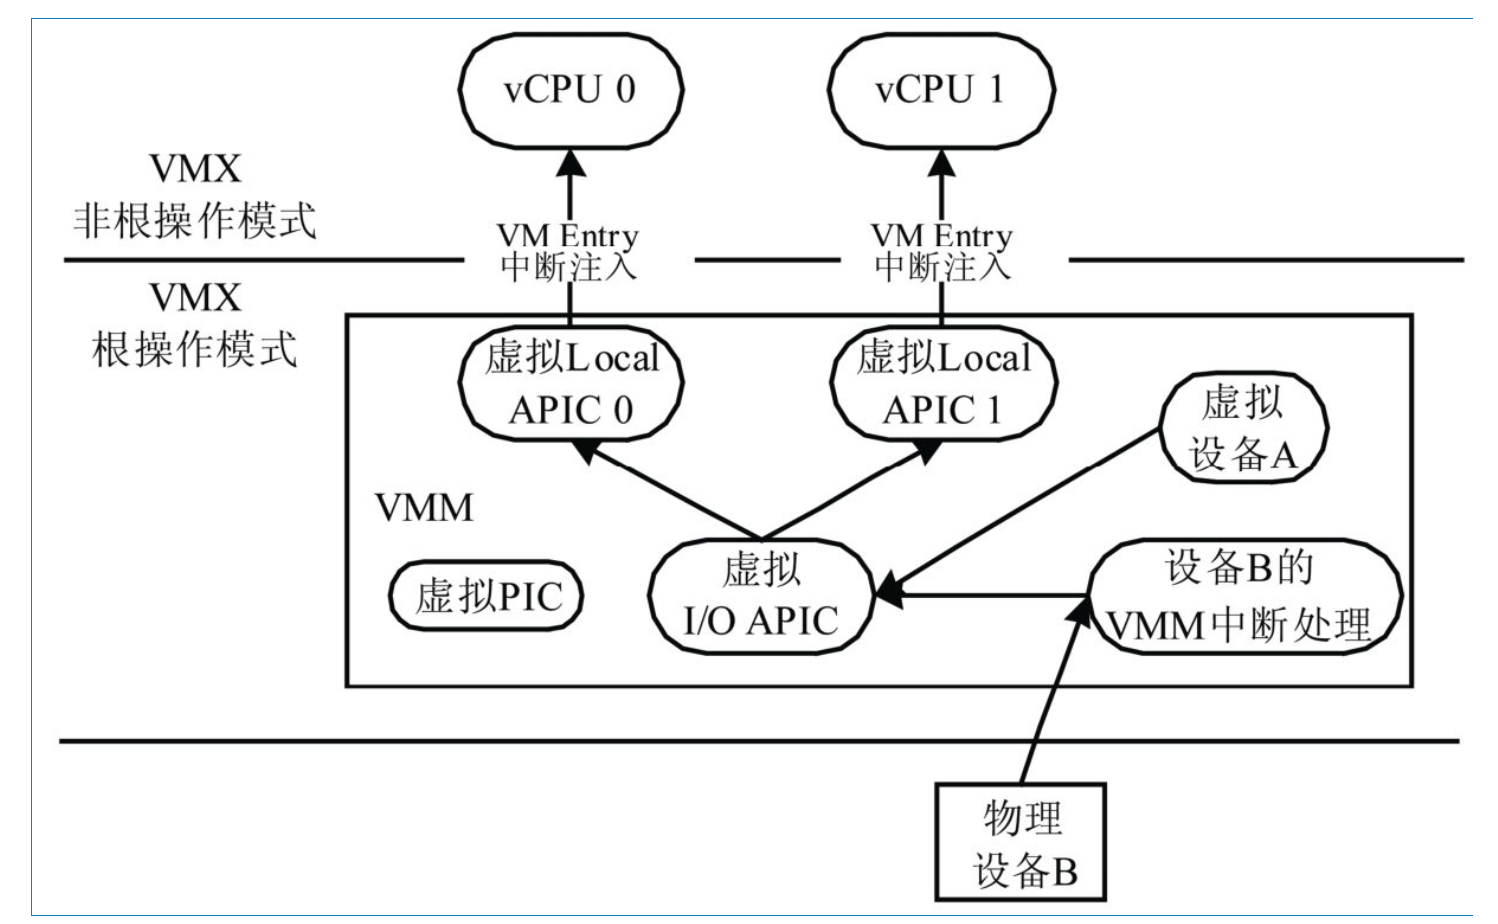 vCPU 0
vCPU 1
VMX
非根操作模式
VM Entry
中断注入
VM Entry
中断注入
VMX
根操作模式
虚拟Local
APIC 0
虚拟Local
APIC 1
虚拟
设备A
VMM
虚拟PIC
虚拟
I/O APIC
设备B的
VMM中断处理
物理
设备B